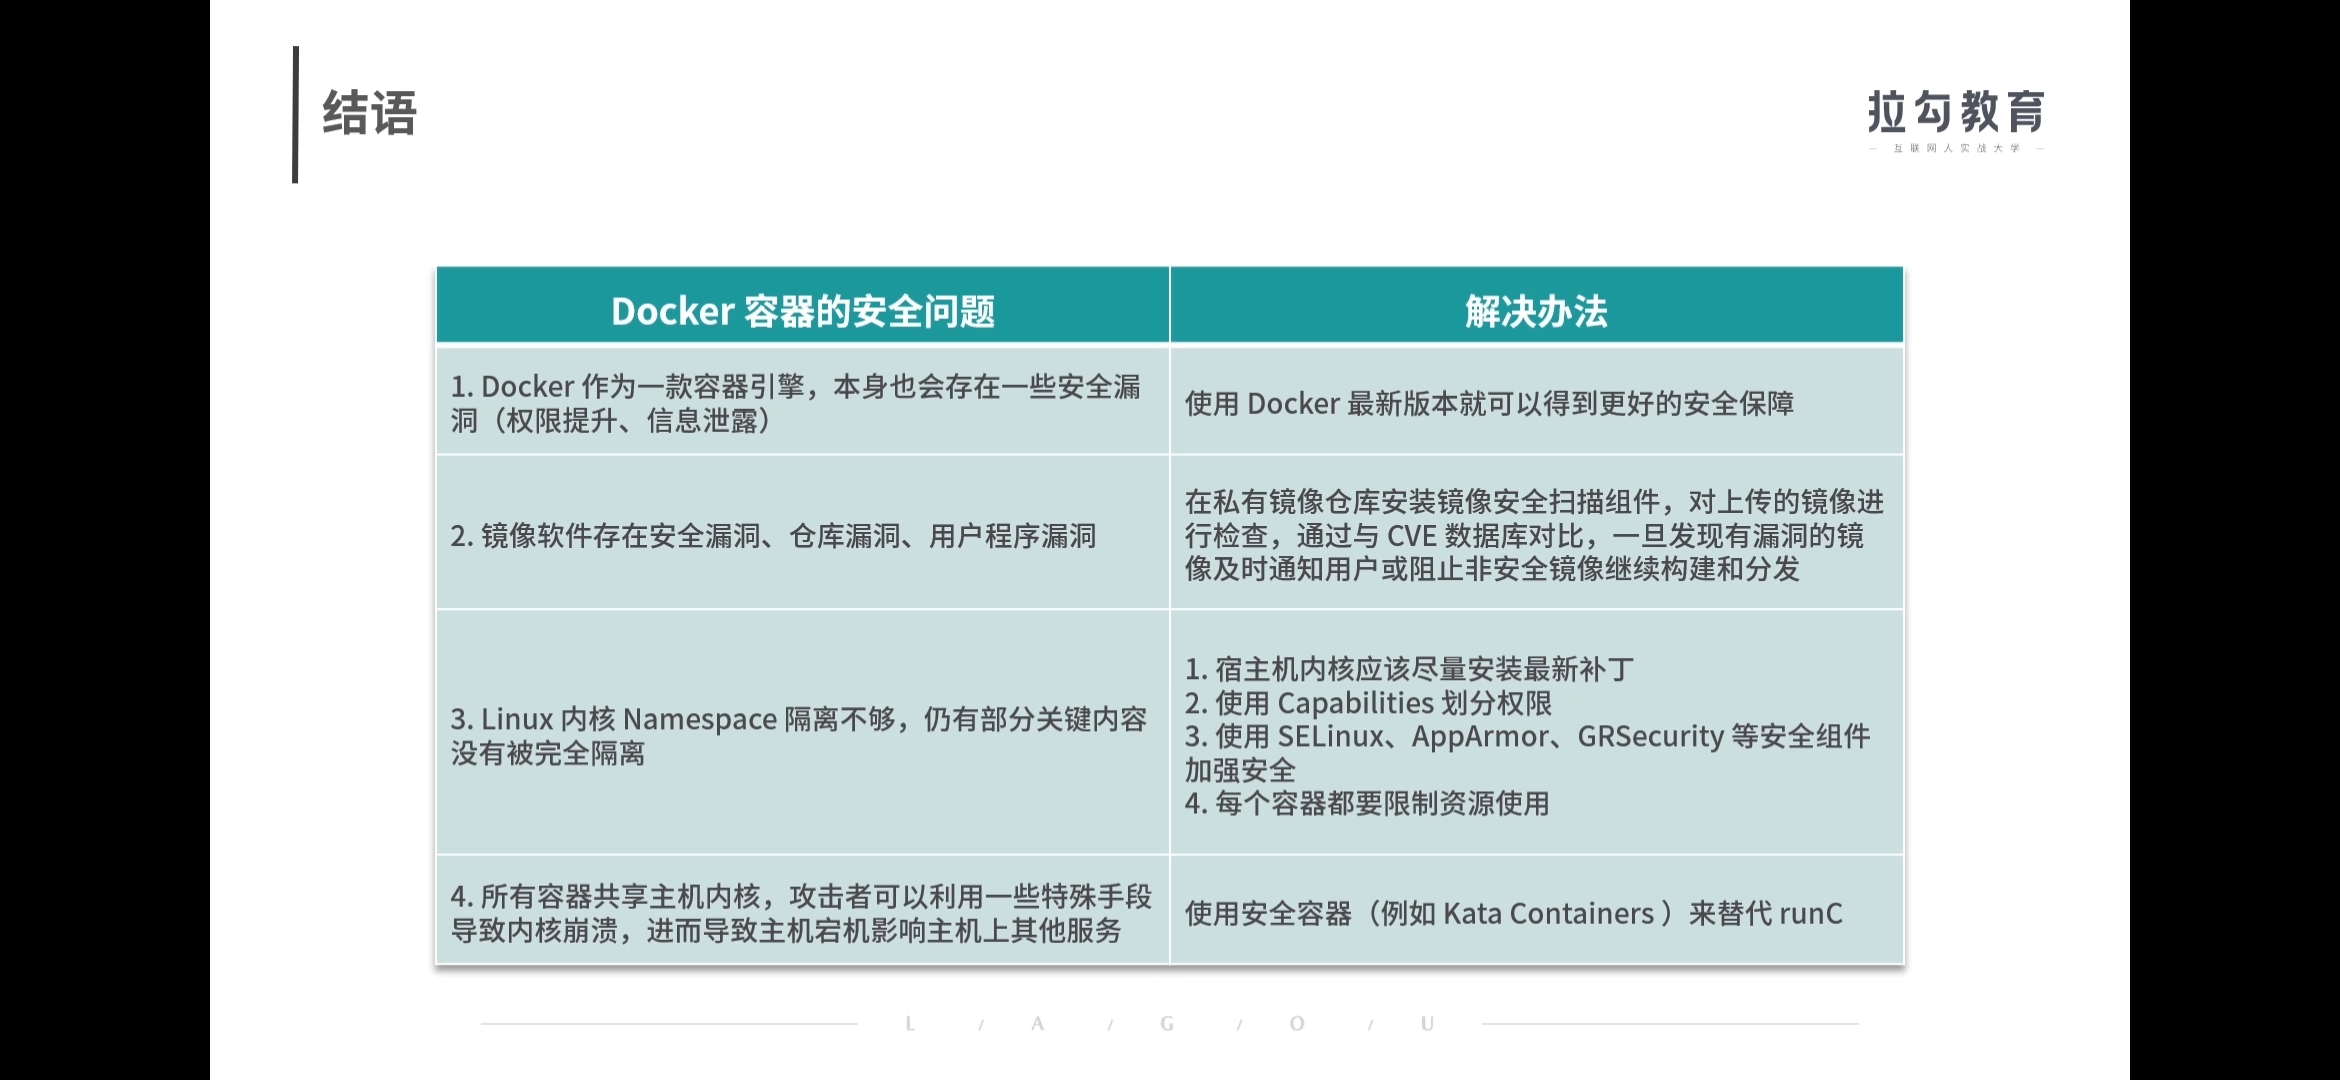 结语
拉勾教育
— 互联网人实战大学 —
Docker 容器的安全问题
解决办法
1. Docker 作为一款容器引擎，本身也会存在一些安全漏
洞（权限提升、信息泄露）
使用 Docker 最新版本就可以得到更好的安全保障
2. 镜像软件存在安全漏洞、仓库漏洞、用户程序漏洞
在私有镜像仓库安装镜像安全扫描组件，对上传的镜像进
行检查，通过与 CVE 数据库对比，一旦发现有漏洞的镜
像及时通知用户或阻止非安全镜像继续构建和分发
3. Linux 内核 Namespace 隔离不够，仍有部分关键内容
没有被完全隔离
1. 宿主机内核应该尽量安装最新补丁
2. 使用 Capabilities 划分权限
3. 使用 SELinux、AppArmor、GRSecurity 等安全组件
加强安全
4. 每个容器都要限制资源使用
4. 所有容器共享主机内核，攻击者可以利用一些特殊手段
导致内核崩溃，进而导致主机宕机影响主机上其他服务
使用安全容器（例如 Kata Containers ）来替代 runC
L / A / G / O / U